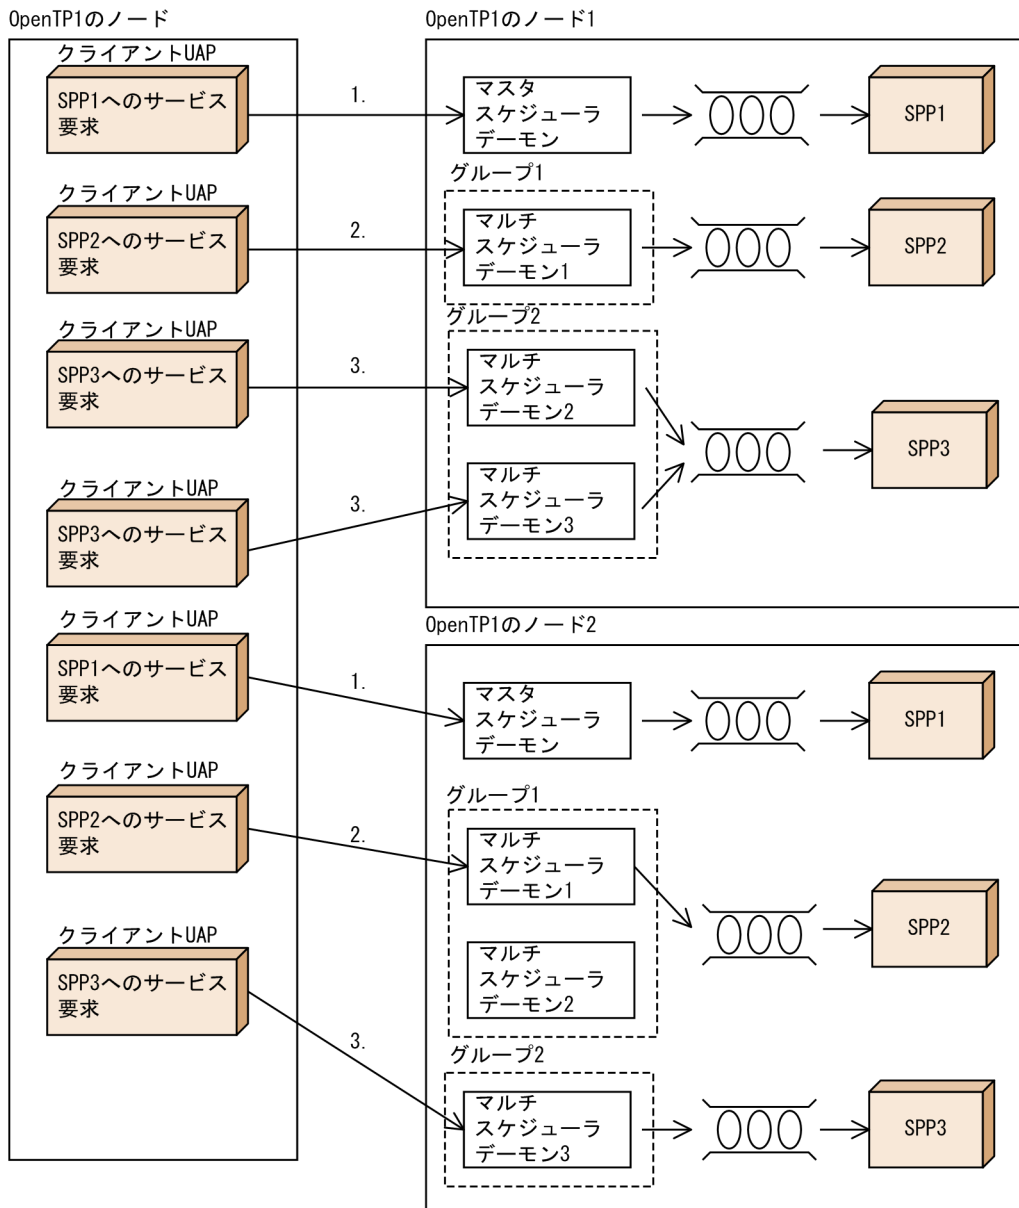 OpenTP1のノード
クライアントUAP
SPP1へのサービス
要求
クライアントUAP
SPP2へのサービス
要求
クライアントUAP
SPP3へのサービス
要求
クライアントUAP
SPP3へのサービス
要求
クライアントUAP
SPP1へのサービス
要求
クライアントUAP
SPP2へのサービス
要求
クライアントUAP
SPP3へのサービス
要求
1.
2.
3.
3.
1.
2.
3.
OpenTP1のノード1
マスタ
スケジューラ
デーモン
SPP1
グループ1
マルチ
スケジューラ
デーモン1
SPP2
グループ2
マルチ
スケジューラ
デーモン2
マルチ
スケジューラ
デーモン3
SPP3
OpenTP1のノード2
マスタ
スケジューラ
デーモン
SPP1
グループ1
マルチ
スケジューラ
デーモン1
マルチ
スケジューラ
デーモン2
SPP2
グループ2
マルチ
スケジューラ
デーモン3
SPP3